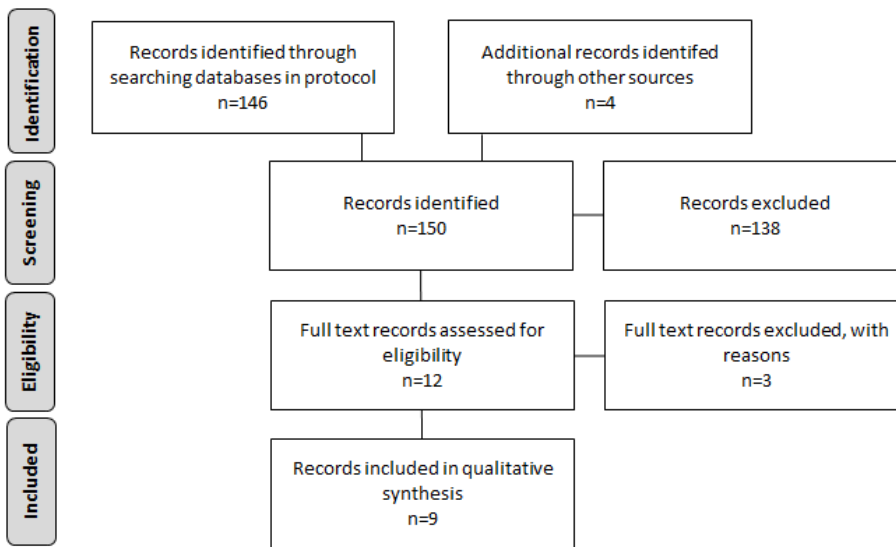 Identification
Records identified through
searching databases in protocol
n=146
Additional records identifed
through other sources
n=4
Screening
Records identified
n=150
Records excluded
n=138
Eligibility
Full text records assessed for
eligibility
n=12
Full text records excluded, with
reasons
n=3
Included
Records included in qualitative
synthesis
n=9